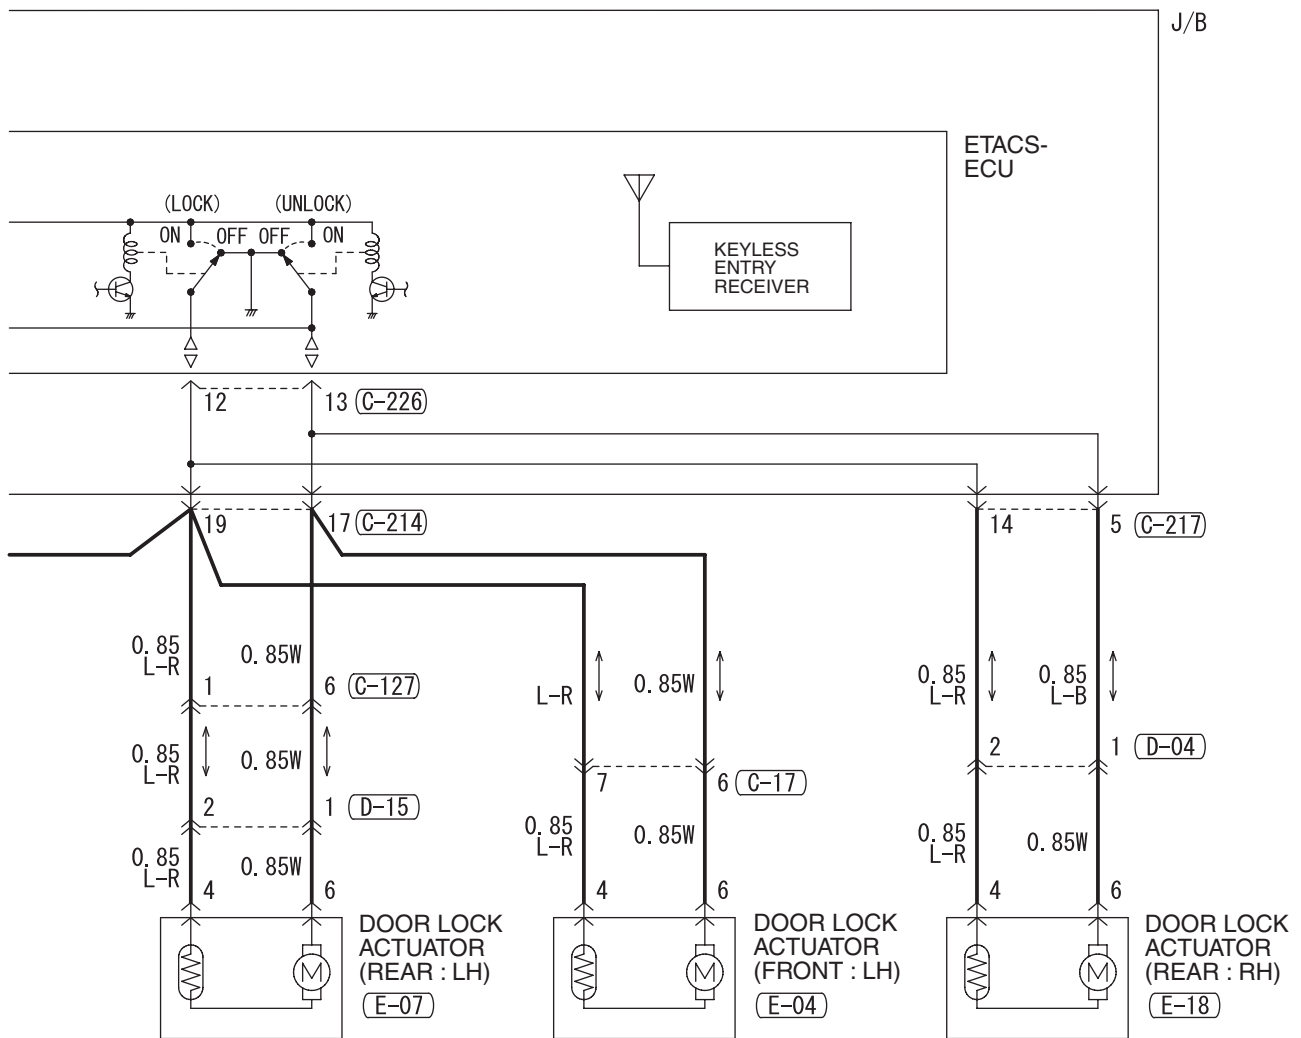 J/B
ETACS-
ECU
(LOCK)
(UNLOCK)
ON
OFF
OFF
ON
KEYLESS
ENTRY
RECEIVER
12
13
C-226
19
17
C-214
14
5
C-217
0.85
L-R
0.85W
L-R
0.85W
0.85
L-R
0.85
L-B
1
6
C-127
0.85
L-R
0.85W
2
1
D-04
7
6
C-17
2
1
D-15
0.85
L-R
0.85W
0.85
L-R
0.85W
0.85
L-R
0.85W
4
6
4
6
4
6
DOOR LOCK
ACTUATOR
(REAR : LH)
E-07
DOOR LOCK
ACTUATOR
(FRONT : LH)
E-04
DOOR LOCK
ACTUATOR
(REAR : RH)
E-18
M
M
M